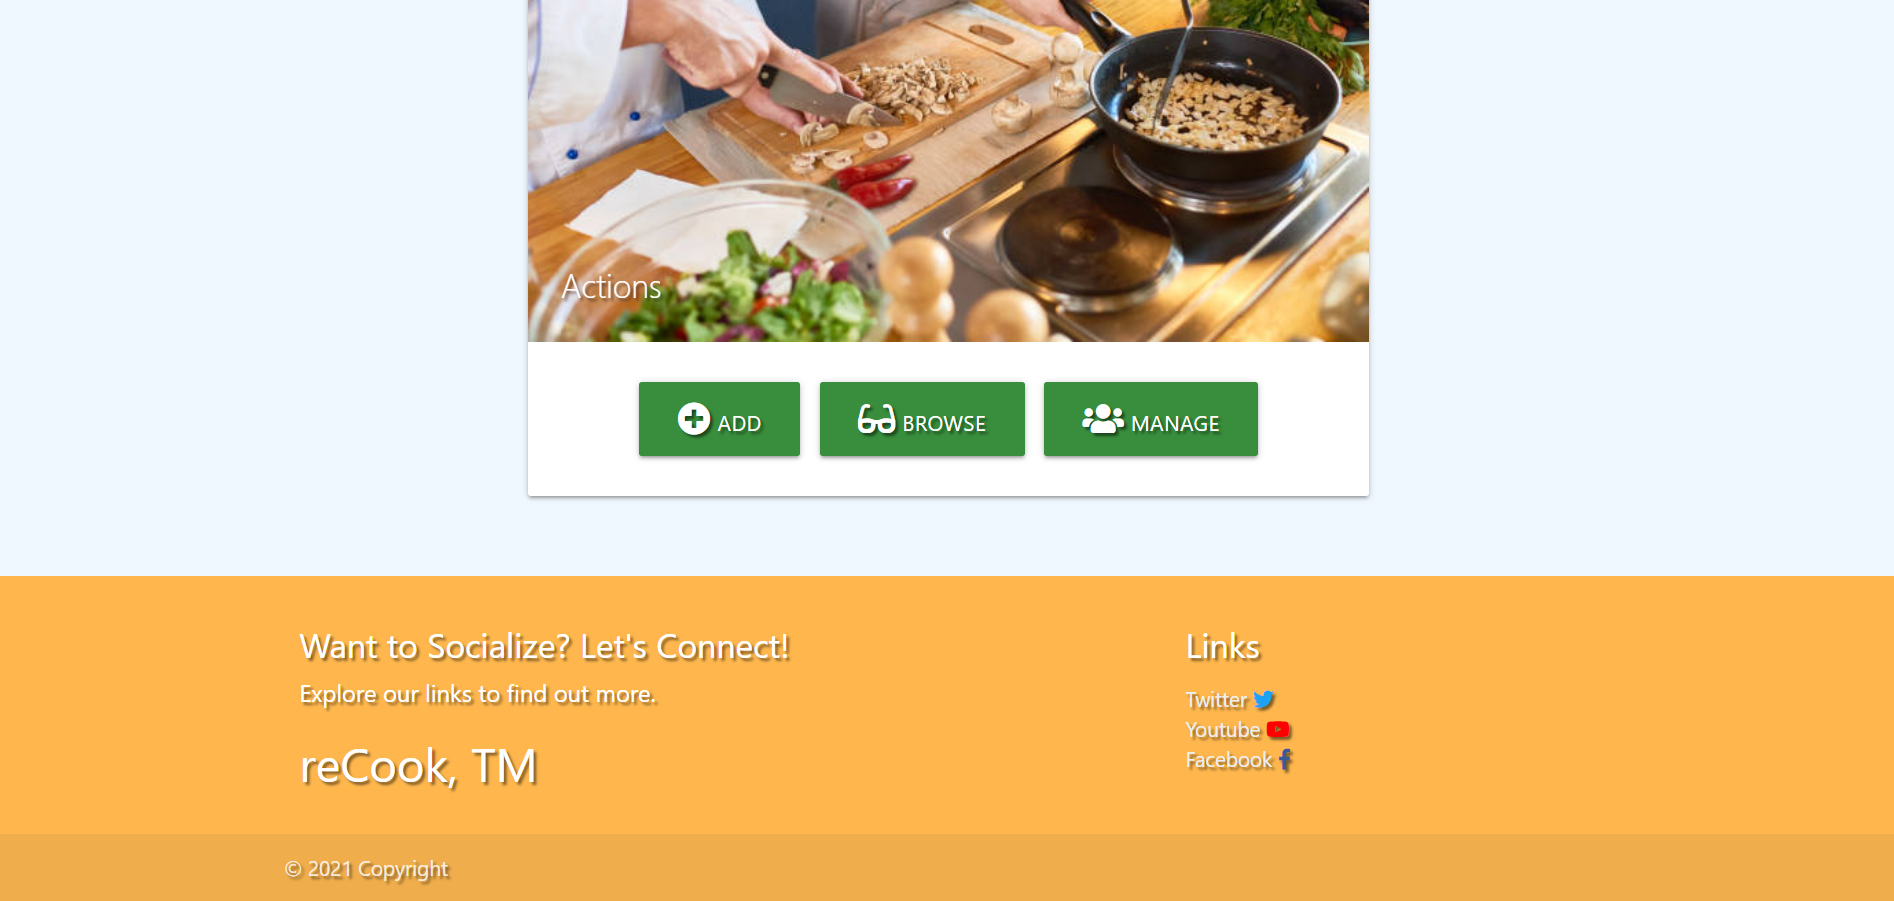 Actions
ADD
BROWSE
MANAGE
Want to Socialize? Let's Connect!
Explore our links to find out more.
reCook, TM
Links
Twitter
Youtube
Facebook
© 2021 Copyright